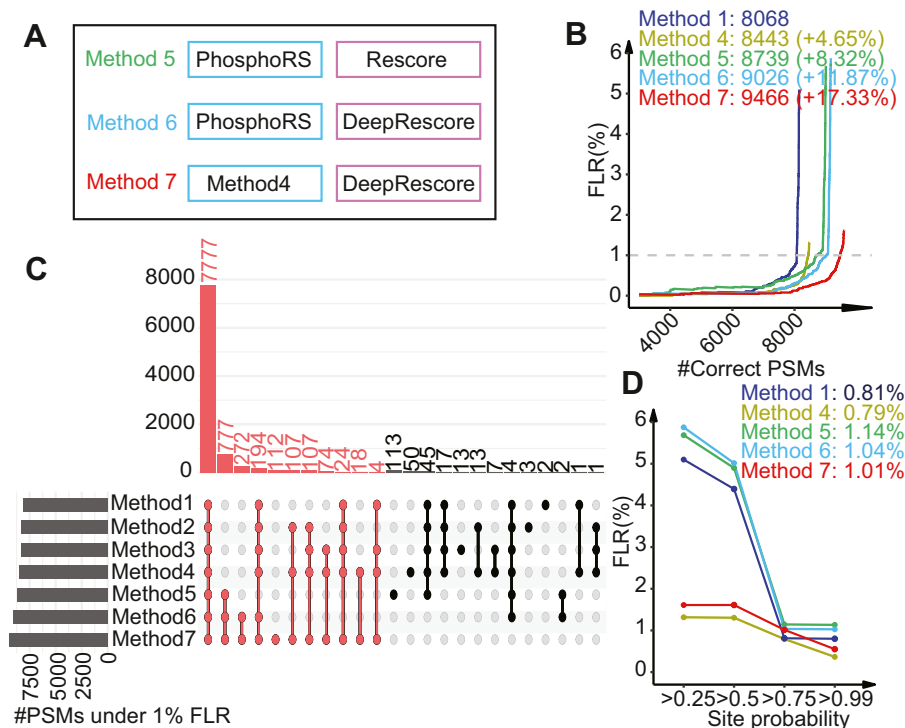 A
Method 5 PhosphoRS Rescore
Method 6 PhosphoRS DeepRescore
Method 7 Method4 DeepRescore
B
Method 1: 8068
Method 4: 8443 (+4.65%)
Method 5: 8739 (+8.32%)
Method 6: 9026 (+11.87%)
Method 7: 9466 (+17.33%)
FLR(%)
6
5
4
3
2
1
0
4000 6000 8000
#Correct PSMs
C
8000
6000
4000
2000
0
7777 777 272 194 112 107 107 74 24 18 4 113 50 45 17 13 13 7 4 3 2 2 1 1
Method1
Method2
Method3
Method4
Method5
Method6
Method7
7500 5000 2500 0
#PSMs under 1% FLR
D
Method 1: 0.81%
Method 4: 0.79%
Method 5: 1.14%
Method 6: 1.04%
Method 7: 1.01%
FLR(%)
6
5
4
3
2
1
0
>0.25 >0.5 >0.75 >0.99
Site probability